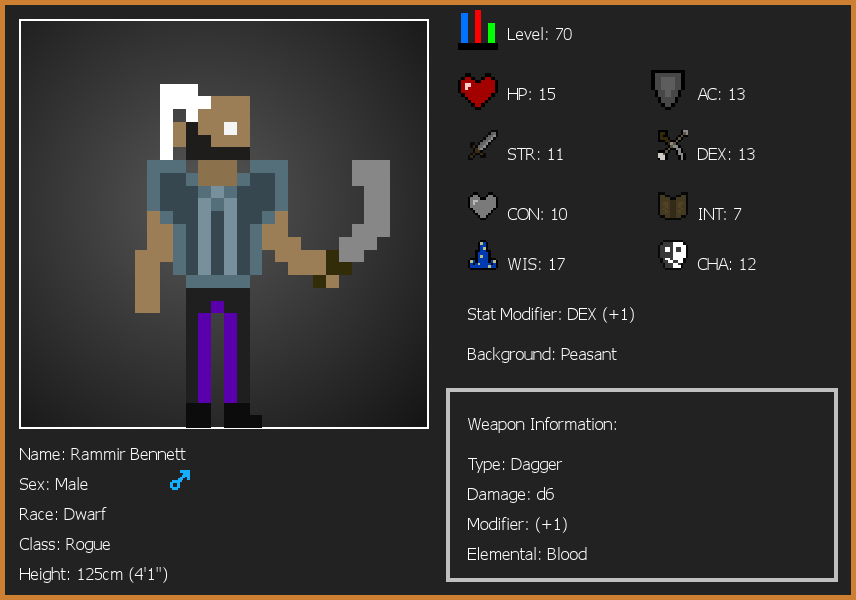 Level: 70
HP: 15
AC: 13
STR: 11
DEX: 13
CON: 10
INT: 7
WIS: 17
CHA: 12
Stat Modifier: DEX (+1)
Background: Peasant
Weapon Information:
Type: Dagger
Damage: d6
Modifier: (+1)
Elemental: Blood
Name: Rammir Bennett
Sex: Male
Race: Dwarf
Class: Rogue
Height: 125cm (4'1")